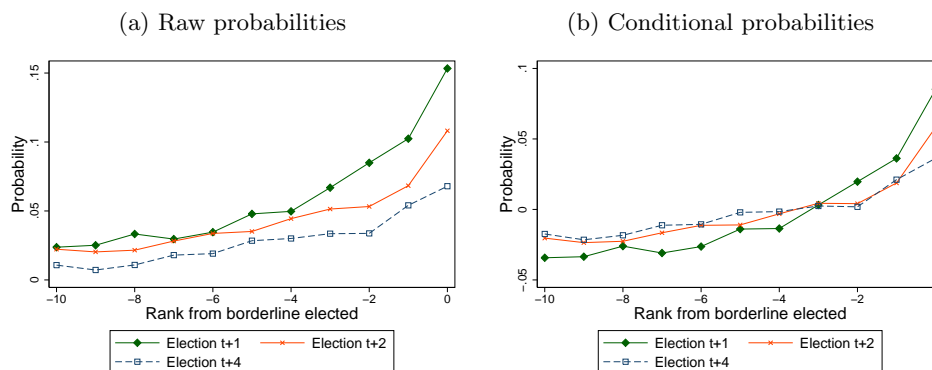 (a) Raw probabilities
Probability
0 .05 .1 .15
−10 −8 −6 −4 −2 0
Rank from borderline elected
Election t+1 Election t+2
Election t+4
(b) Conditional probabilities
Probability
−.05 0 .05 .1
−10 −8 −6 −4 −2
Rank from borderline elected
Election t+1 Election t+2
Election t+4